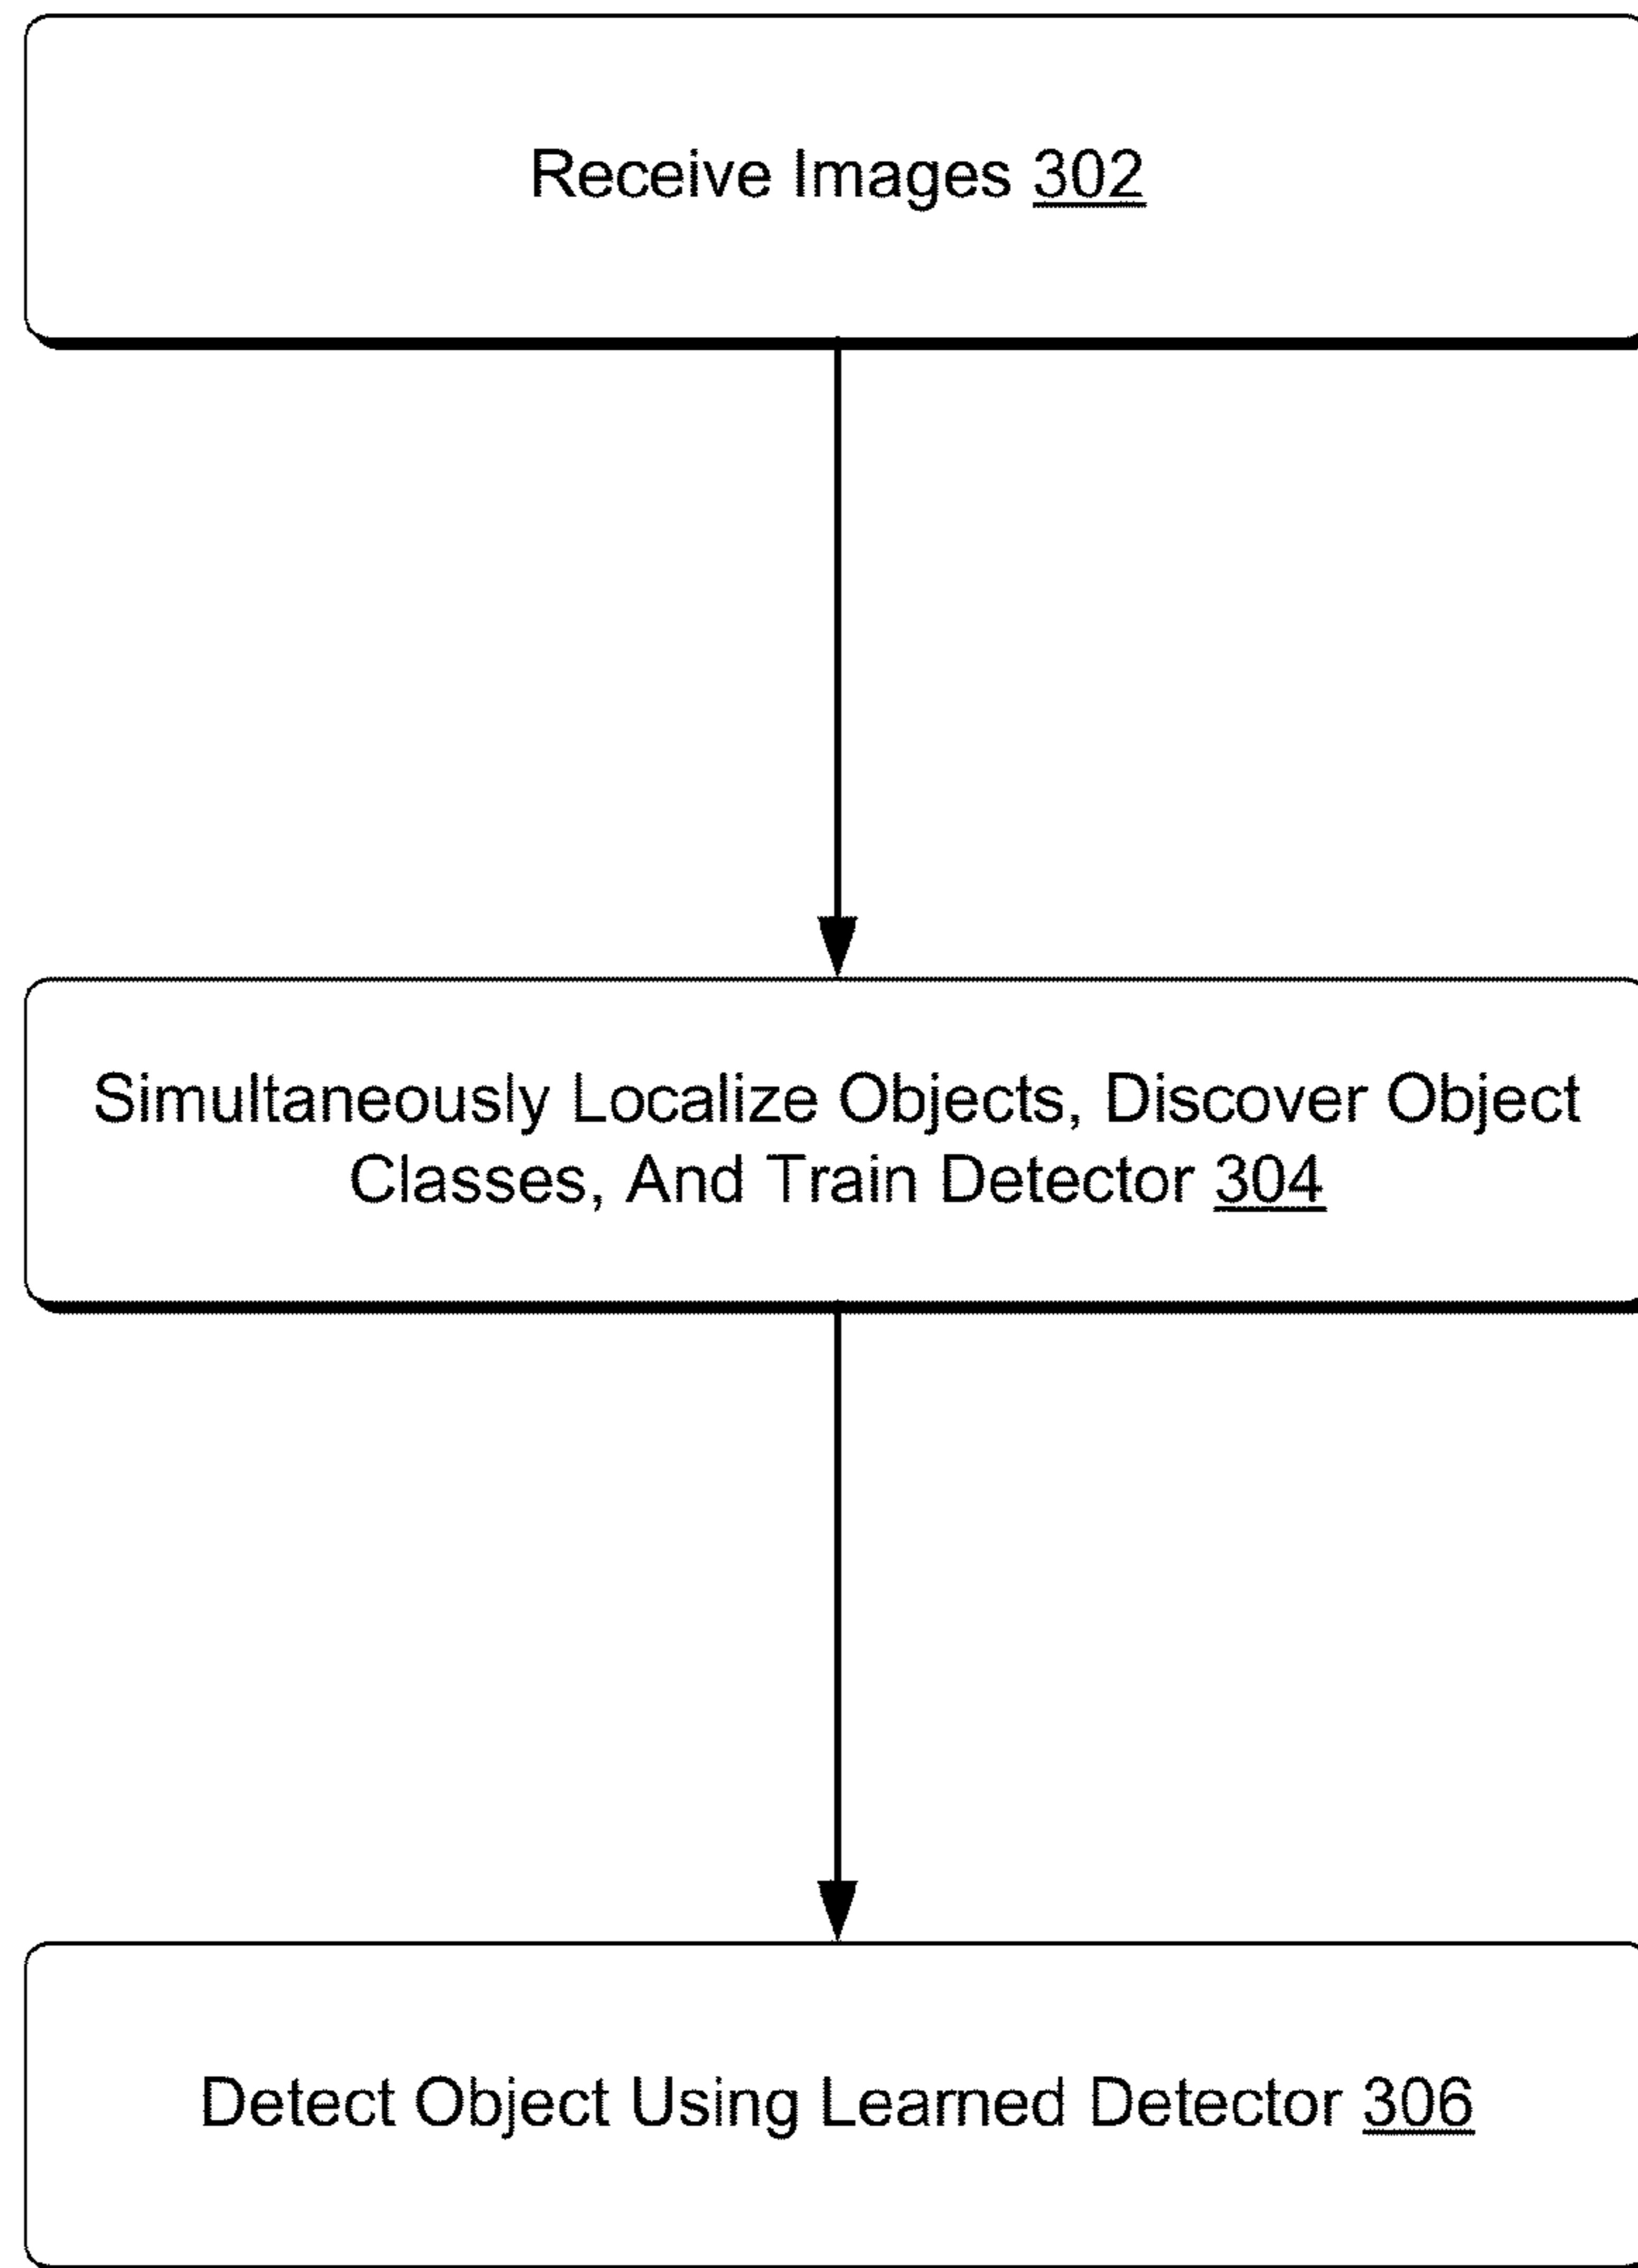 Receive Images 302
Simultaneously Localize Objects, Discover Object
Classes, And Train Detector 304
Detect Object Using Learned Detector 306